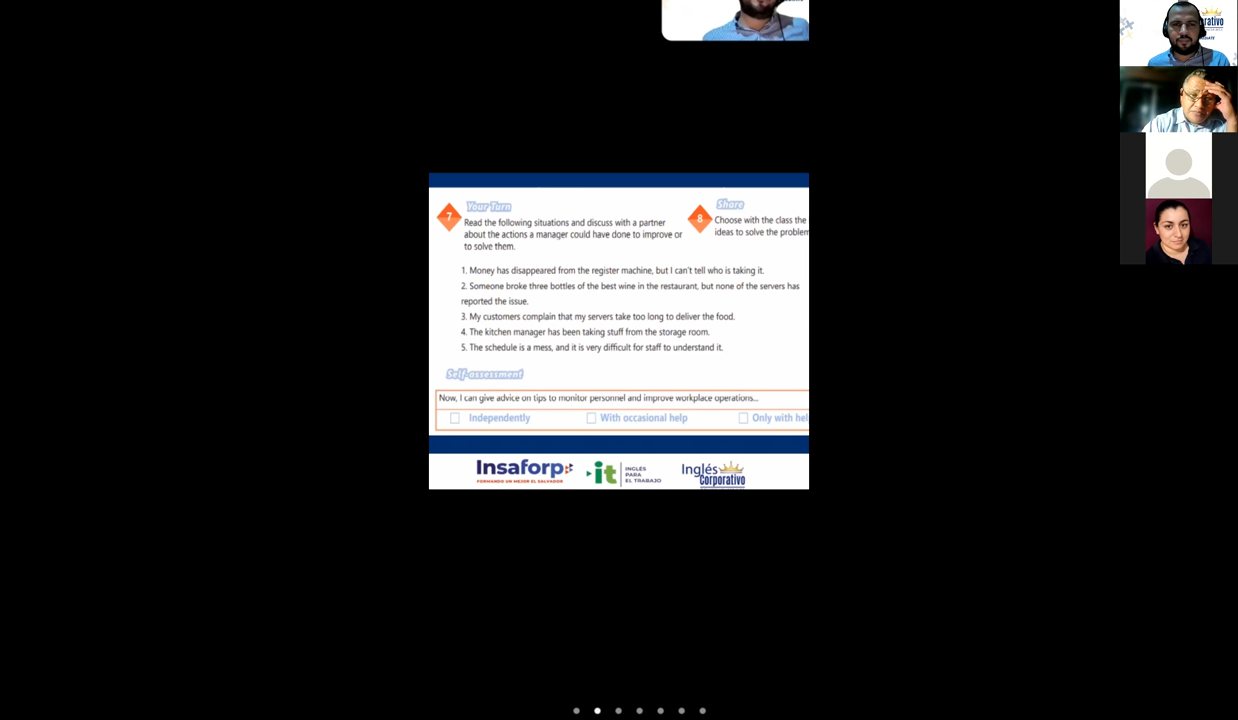 7
Your Turn
Read the following situations and discuss with a partner
about the actions a manager could have done to improve or
to solve them.
8
Share
Choose with the class the
ideas to solve the problem
1. Money has disappeared from the register machine, but I can't tell who is taking it.
2. Someone broke three bottles of the best wine in the restaurant, but none of the servers has
reported the issue.
3. My customers complain that my servers take too long to deliver the food.
4. The kitchen manager has been taking stuff from the storage room.
5. The schedule is a mess, and it is very difficult for staff to understand it.
Self-assessment
Now, I can give advice on tips to monitor personnel and improve workplace operations...
Independently
With occasional help
Only with hel
Insaforp
FORMANDO UN MEJOR EL SALVADOR
it
INGLÉS
PARA
EL TRABAJO
Inglés
Corporativo